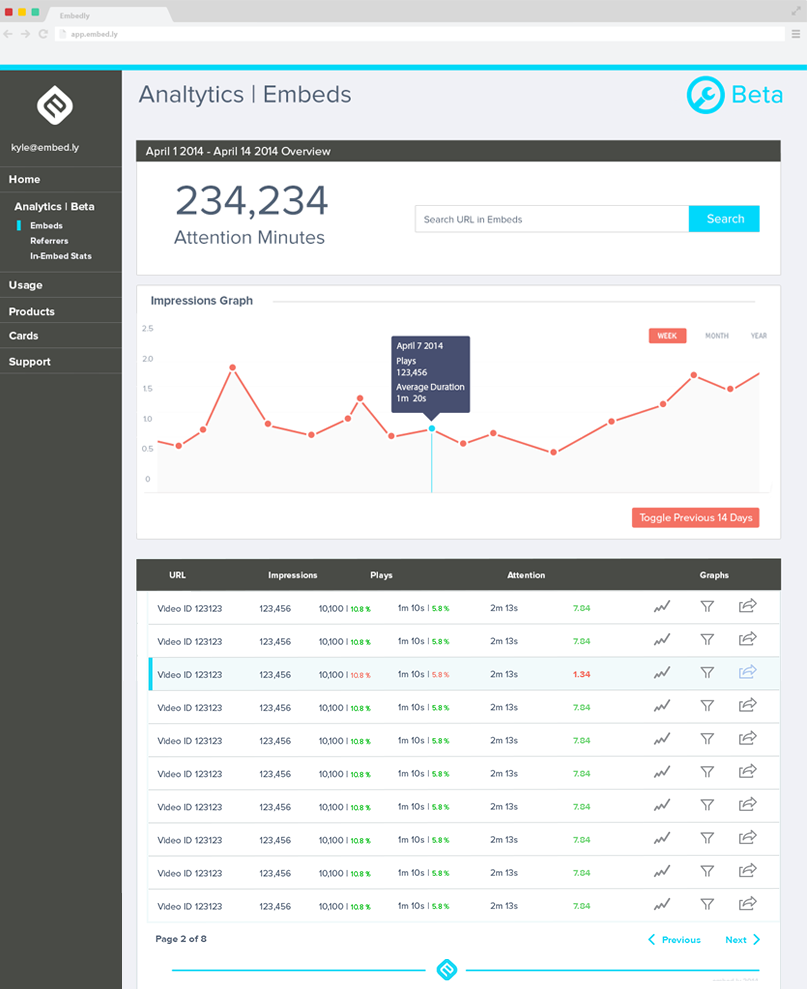 Embedly
app.embed.ly
Analtytics | Embeds
Beta
kyle@embed.ly
Home
Analytics | Beta
Embeds
Referrers
In-Embed Stats
Usage
Products
Cards
Support
April 1 2014 - April 14 2014 Overview
234,234
Attention Minutes
Search URL in Embeds
Search
Impressions Graph
WEEK MONTH YEAR
2.5
2.0
1.5
1.0
0.5
0
April 7 2014
Plays
123,456
Average Duration
1m 20s
Toggle Previous 14 Days
URL Impressions Plays Attention Graphs
Video ID 123123 123,456 10,100 | 10.8 % 1m 10s | 5.8 % 2m 13s 7.84
Video ID 123123 123,456 10,100 | 10.8 % 1m 10s | 5.8 % 2m 13s 7.84
Video ID 123123 123,456 10,100 | 10.8 % 1m 10s | 5.8 % 2m 13s 1.34
Video ID 123123 123,456 10,100 | 10.8 % 1m 10s | 5.8 % 2m 13s 7.84
Video ID 123123 123,456 10,100 | 10.8 % 1m 10s | 5.8 % 2m 13s 7.84
Video ID 123123 123,456 10,100 | 10.8 % 1m 10s | 5.8 % 2m 13s 7.84
Video ID 123123 123,456 10,100 | 10.8 % 1m 10s | 5.8 % 2m 13s 7.84
Video ID 123123 123,456 10,100 | 10.8 % 1m 10s | 5.8 % 2m 13s 7.84
Video ID 123123 123,456 10,100 | 10.8 % 1m 10s | 5.8 % 2m 13s 7.84
Video ID 123123 123,456 10,100 | 10.8 % 1m 10s | 5.8 % 2m 13s 7.84
Page 2 of 8
Previous Next